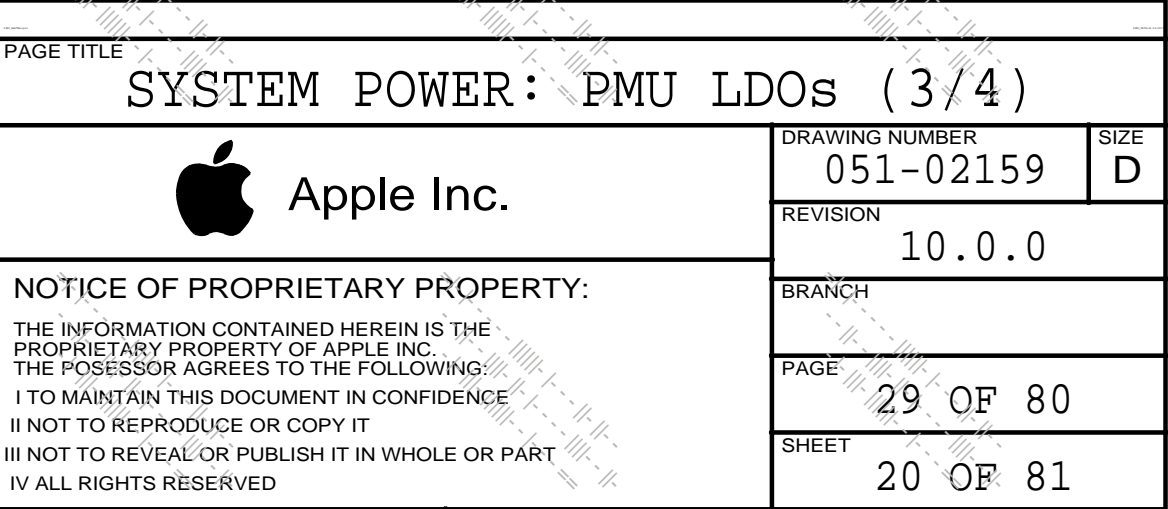 PAGE TITLE
SYSTEM POWER: PMU LDOs (3/4)
Apple Inc.
DRAWING NUMBER
051-02159
SIZE
D
REVISION
10.0.0
NOTICE OF PROPRIETARY PROPERTY:
THE INFORMATION CONTAINED HEREIN IS THE
PROPRIETARY PROPERTY OF APPLE INC.
THE POSESSOR AGREES TO THE FOLLOWING:
I TO MAINTAIN THIS DOCUMENT IN CONFIDENCE
II NOT TO REPRODUCE OR COPY IT
III NOT TO REVEAL OR PUBLISH IT IN WHOLE OR PART
IV ALL RIGHTS RESERVED
BRANCH
PAGE
29 OF 80
SHEET
20 OF 81